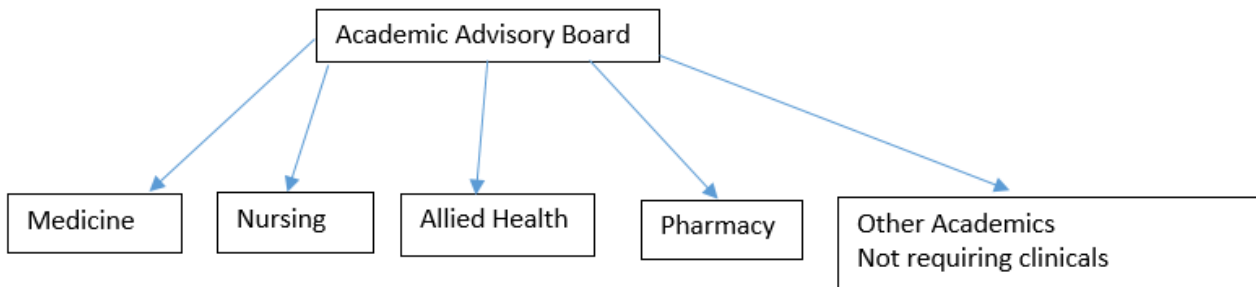 Academic Advisory Board
Medicine
Nursing
Allied Health
Pharmacy
Other Academics
Not requiring clinicals